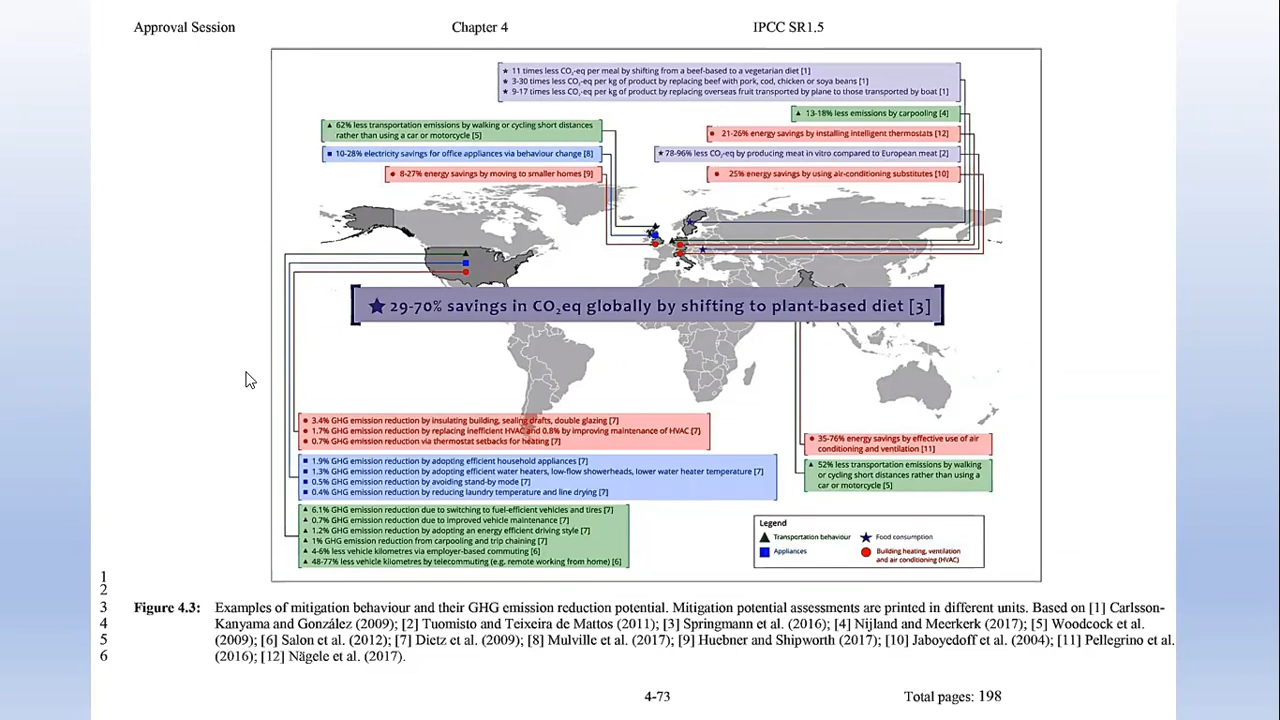 Approval Session Chapter 4 IPCC SR1.5
★ 11 times less CO₂-eq per meal by shifting from a beef-based to a vegetarian diet [1]
★ 3-30 times less CO₂-eq per kg of product by replacing beef with pork, cod, chicken or soya beans [1]
★ 9-17 times less CO₂-eq per kg of product by replacing overseas fruit transported by plane to those transported by boat [1]
▲ 13-18% less emissions by carpooling [4]
▲ 62% less transportation emissions by walking or cycling short distances
rather than using a car or motorcycle [5]
● 21-26% energy savings by installing intelligent thermostats [12]
■ 10-28% electricity savings for office appliances via behaviour change [8]
★ 78-96% less CO₂-eq by producing meat in vitro compared to European meat [2]
● 8-27% energy savings by moving to smaller homes [9]
● 25% energy savings by using air-conditioning substitutes [10]
★ 29-70% savings in CO₂eq globally by shifting to plant-based diet [3]
● 3.4% GHG emission reduction by insulating building, sealing drafts, double glazing [7]
● 1.7% GHG emission reduction by replacing inefficient HVAC and 0.8% by improving maintenance of HVAC [7]
● 0.7% GHG emission reduction via thermostat setbacks for heating [7]
■ 1.9% GHG emission reduction by adopting efficient household appliances [7]
■ 1.3% GHG emission reduction by adopting efficient water heaters, low-flow showerheads, lower water heater temperature [7]
■ 0.5% GHG emission reduction by avoiding stand-by mode [7]
■ 0.4% GHG emission reduction by reducing laundry temperature and line drying [7]
▲ 6.1% GHG emission reduction due to switching to fuel-efficient vehicles and tires [7]
▲ 0.7% GHG emission reduction due to improved vehicle maintenance [7]
▲ 1.2% GHG emission reduction by adopting an energy efficient driving style [7]
▲ 1% GHG emission reduction from carpooling and trip chaining [7]
▲ 4-6% less vehicle kilometres via employer-based commuting [6]
▲ 48-77% less vehicle kilometres by telecommuting (e.g. remote working from home) [6]
● 35-76% energy savings by effective use of air
conditioning and ventilation [11]
▲ 52% less transportation emissions by walking
or cycling short distances rather than using a
car or motorcycle [5]
Legend
▲ Transportation behaviour ★ Food consumption
■ Appliances ● Building heating, ventilation
and air conditioning (HVAC)
1
2
3 Figure 4.3: Examples of mitigation behaviour and their GHG emission reduction potential. Mitigation potential assessments are printed in different units. Based on [1] Carlsson-
4 Kanyama and González (2009); [2] Tuomisto and Teixeira de Mattos (2011); [3] Springmann et al. (2016); [4] Nijland and Meerkerk (2017); [5] Woodcock et al.
5 (2009); [6] Salon et al. (2012); [7] Dietz et al. (2009); [8] Mulville et al. (2017); [9] Huebner and Shipworth (2017); [10] Jaboyedoff et al. (2004); [11] Pellegrino et al.
6 (2016); [12] Nägele et al. (2017).
4-73 Total pages: 198